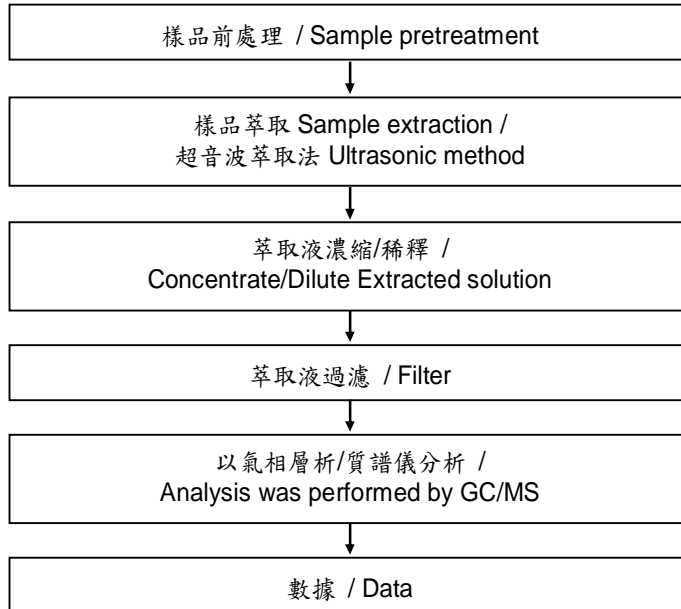 樣品前處理 / Sample pretreatment
樣品萃取 Sample extraction /
超音波萃取法 Ultrasonic method
萃取液濃縮/稀釋 /
Concentrate/Dilute Extracted solution
萃取液過濾 / Filter
以氣相層析/質譜儀分析 /
Analysis was performed by GC/MS
數據 / Data